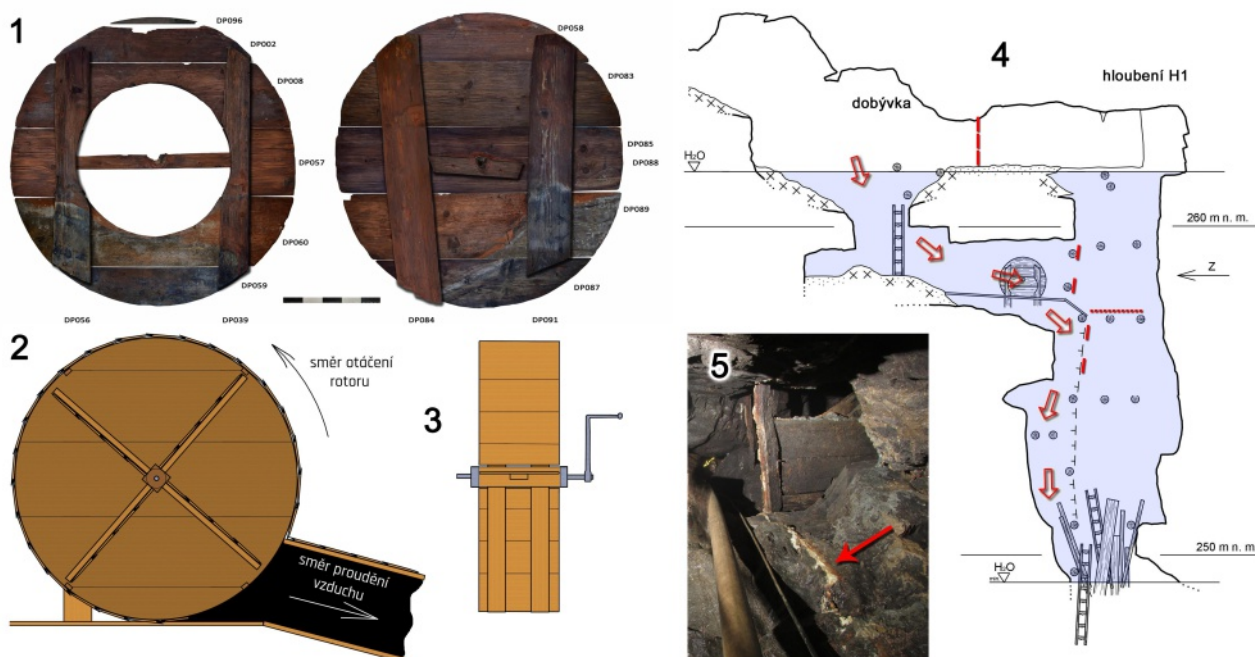 1
DP096
DP002
DP008
DP057
DP060
DP059
DP058
DP083
DP085
DP088
DP089
DP087
DP056
DP039
DP084
DP091
2
směr otáčení
rotoru
směr proudění
vzduchu
3
4
dobývka
hloubení H1
H₂O
260 m n. m.
Z
250 m n. m.
H₂O
5